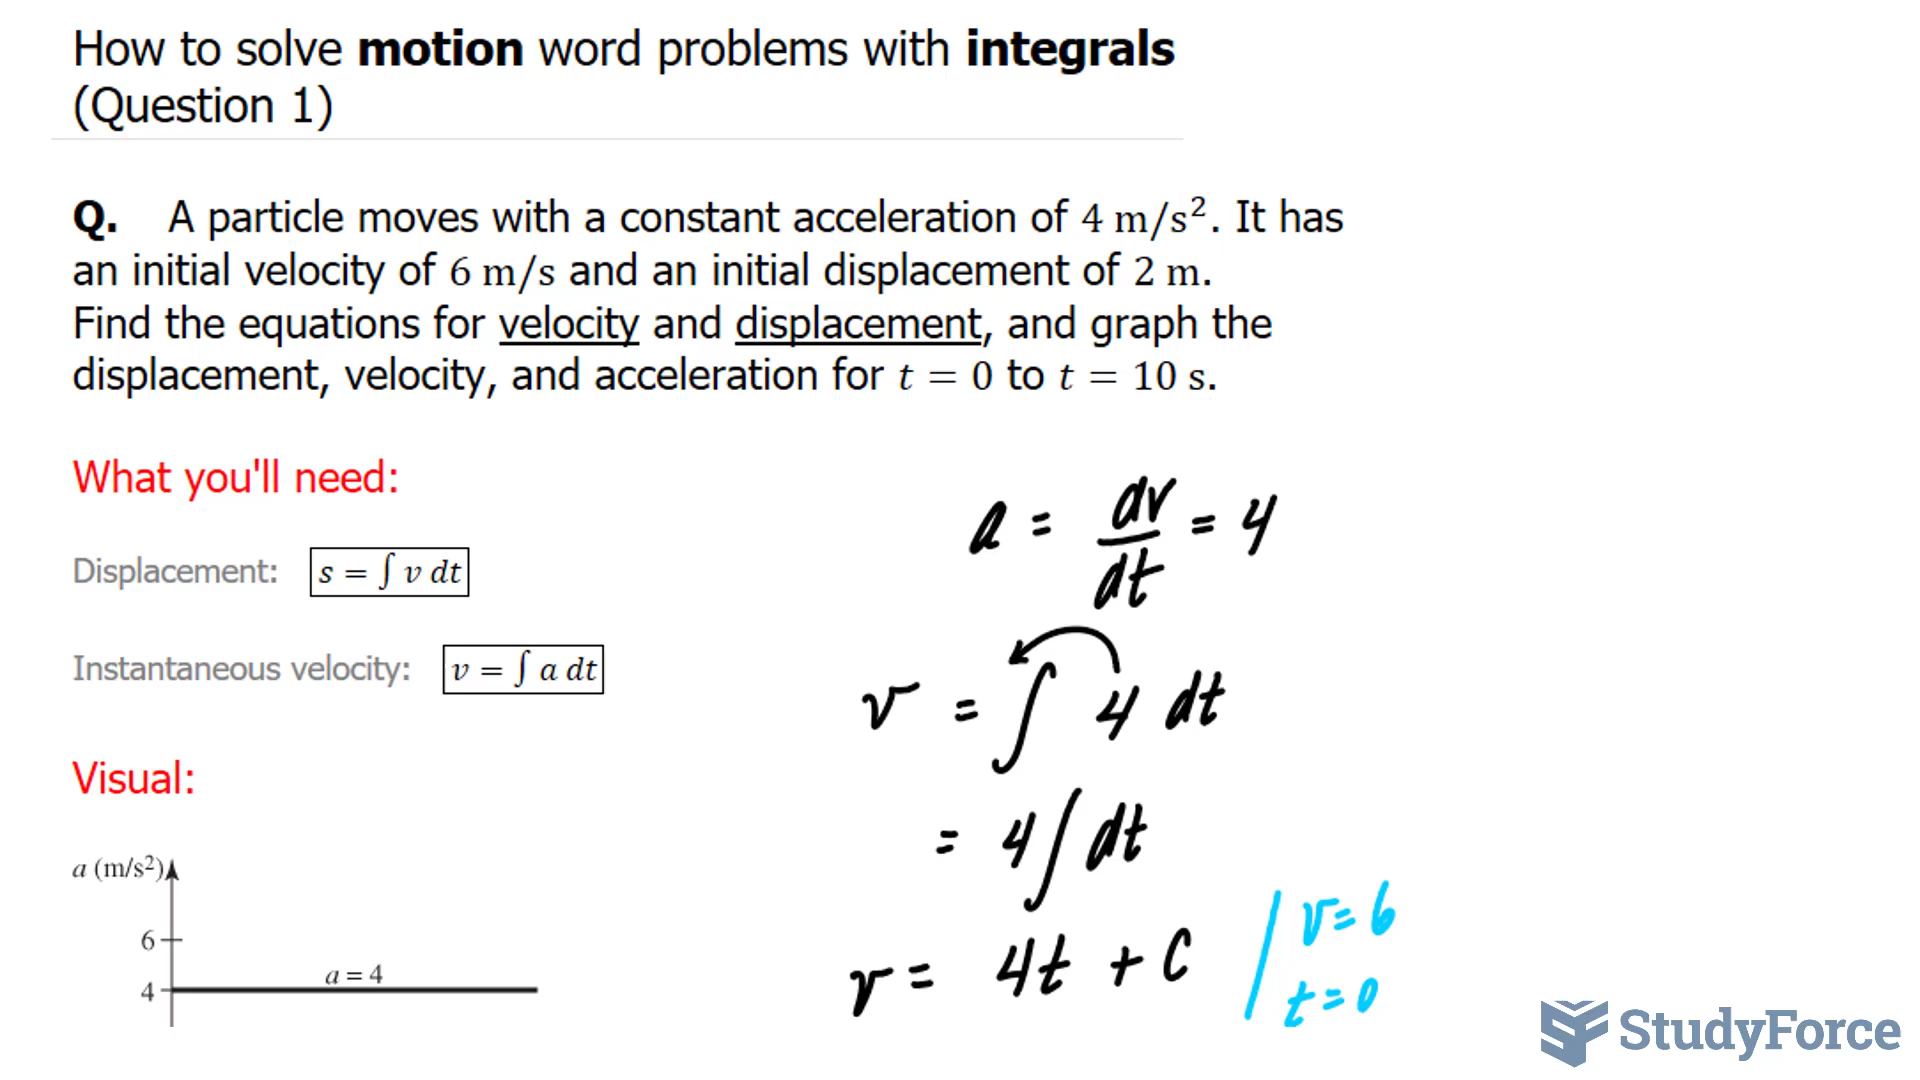 How to solve motion word problems with integrals
(Question 1)
Q. A particle moves with a constant acceleration of 4 m/s². It has
an initial velocity of 6 m/s and an initial displacement of 2 m.
Find the equations for velocity and displacement, and graph the
displacement, velocity, and acceleration for t = 0 to t = 10 s.
What you'll need:
Displacement: s = ∫ v dt
Instantaneous velocity: v = ∫ a dt
Visual:
a (m/s²)
6
a = 4
4
a = dv/dt = 4
v = ∫ 4 dt
= 4∫dt
v = 4t + C
v = 6
t = 0
StudyForce